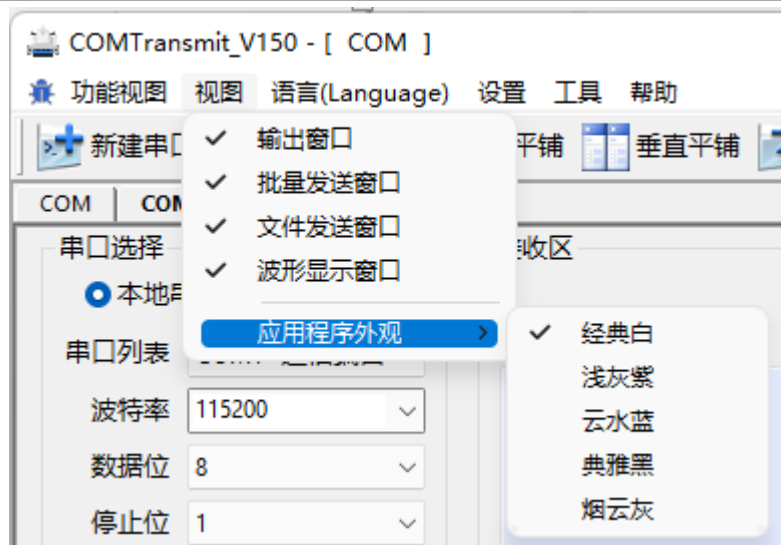 COMTransmit_V150 - [ COM ]
功能视图 视图 语言(Language) 设置 工具 帮助
新建串 平铺 垂直平铺
输出窗口
批量发送窗口
文件发送窗口
波形显示窗口
应用程序外观
经典白
浅灰紫
云水蓝
典雅黑
烟云灰
COM COM
串口选择 收区
本地串
串口列表
波特率 115200
数据位 8
停止位 1